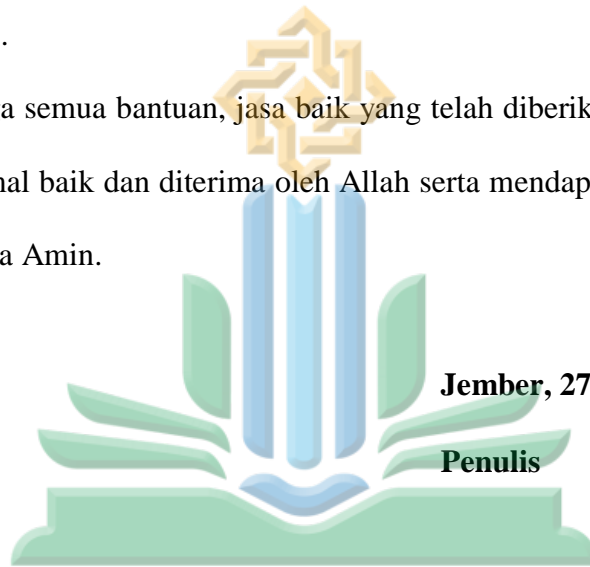 .
a semua bantuan, jasa baik yang telah diberik
nal baik dan diterima oleh Allah serta mendap
a Amin.
Jember, 27
Penulis